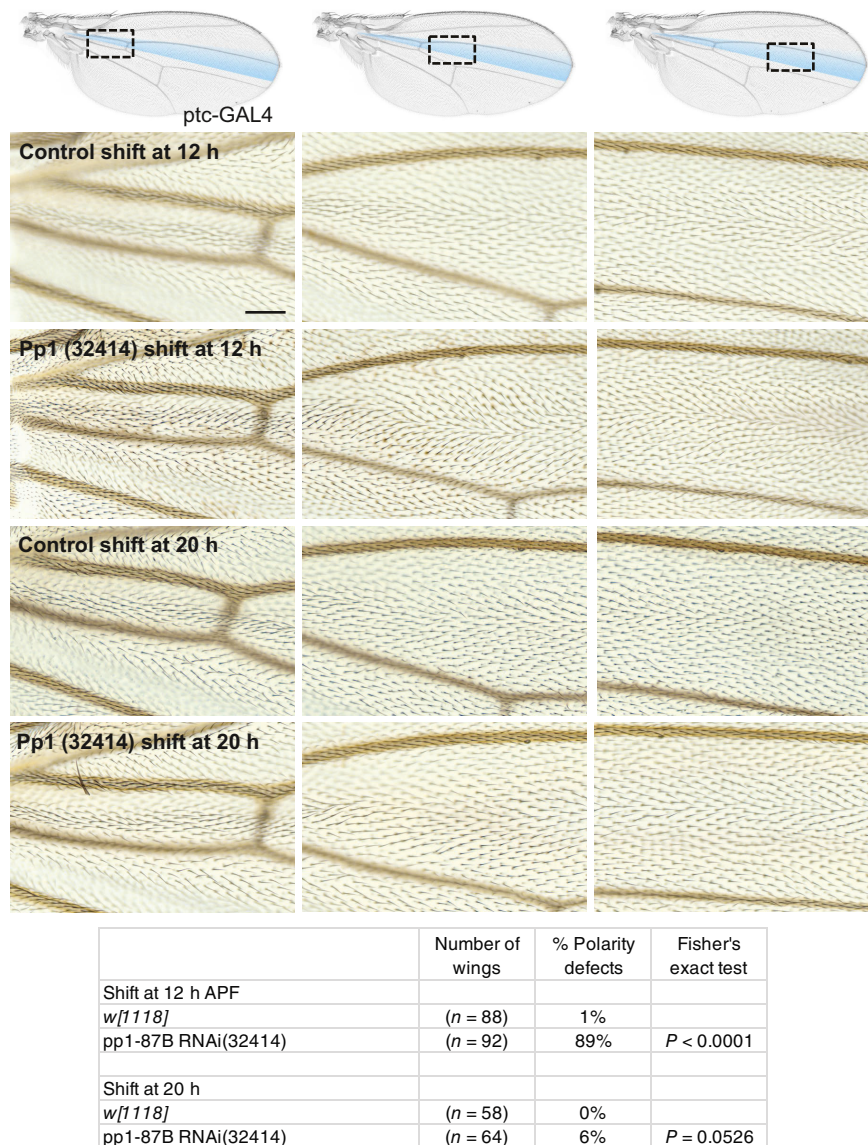 ptc-GAL4
Control shift at 12 h
Pp1 (32414) shift at 12 h
Control shift at 20 h
Pp1 (32414) shift at 20 h
Number of wings % Polarity defects Fisher's exact test
Shift at 12 h APF
w[1118] (n = 88) 1%
pp1-87B RNAi(32414) (n = 92) 89% P < 0.0001
Shift at 20 h
w[1118] (n = 58) 0%
pp1-87B RNAi(32414) (n = 64) 6% P = 0.0526